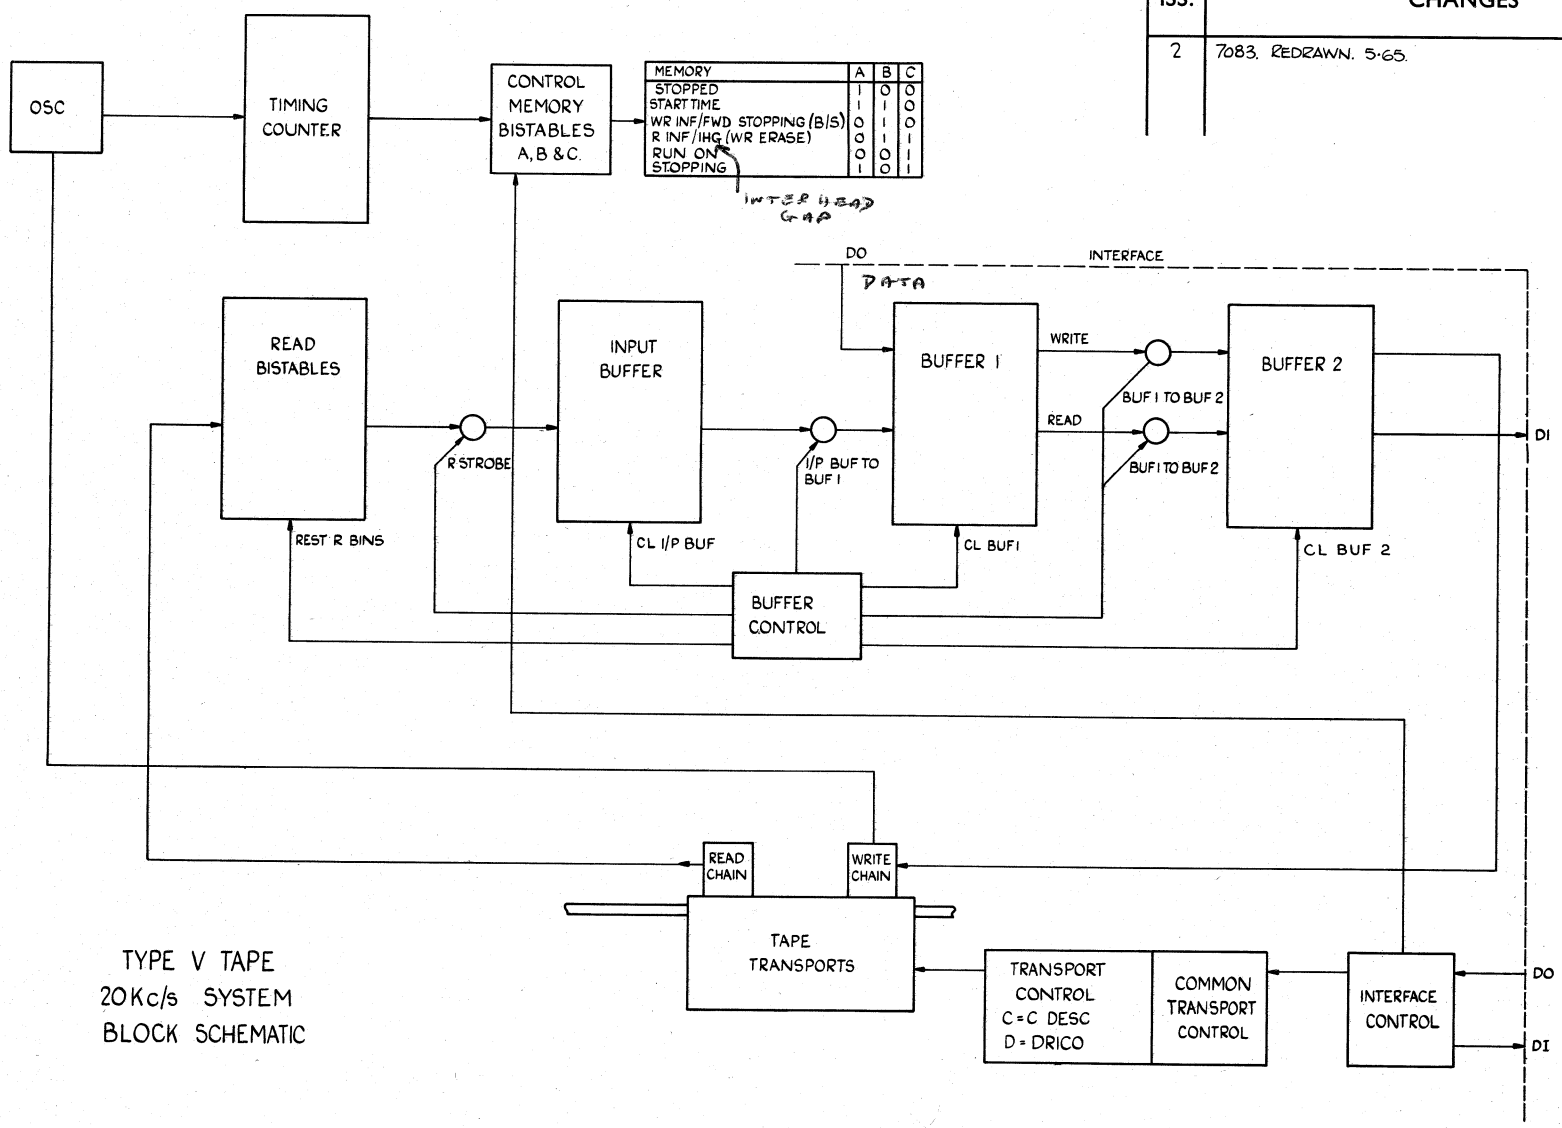 ISS. CHANGES
2 7083. REDRAWN. 5·65.
OSC
TIMING
COUNTER
CONTROL
MEMORY
BISTABLES
A, B & C.
MEMORY A B C
STOPPED 1 0 0
START TIME 1 1 0
WR INF/FWD STOPPING (B/S) 0 1 0
R INF/IHG (WR ERASE) 0 1 1
RUN ON 0 0 1
STOPPING 1 0 1
INTER HEAD
GAP
DO INTERFACE
DATA
READ
BISTABLES
INPUT
BUFFER
BUFFER 1
WRITE
BUFFER 2
BUF 1 TO BUF 2
READ
DI
R STROBE
I/P BUF TO
BUF 1
BUF 1 TO BUF 2
REST R BINS
CL I/P BUF
CL BUF 1
CL BUF 2
BUFFER
CONTROL
READ
CHAIN
WRITE
CHAIN
TAPE
TRANSPORTS
TRANSPORT
CONTROL
C = C DESC
D = DRICO
COMMON
TRANSPORT
CONTROL
INTERFACE
CONTROL
DO
DI
TYPE V TAPE
20Kc/s SYSTEM
BLOCK SCHEMATIC